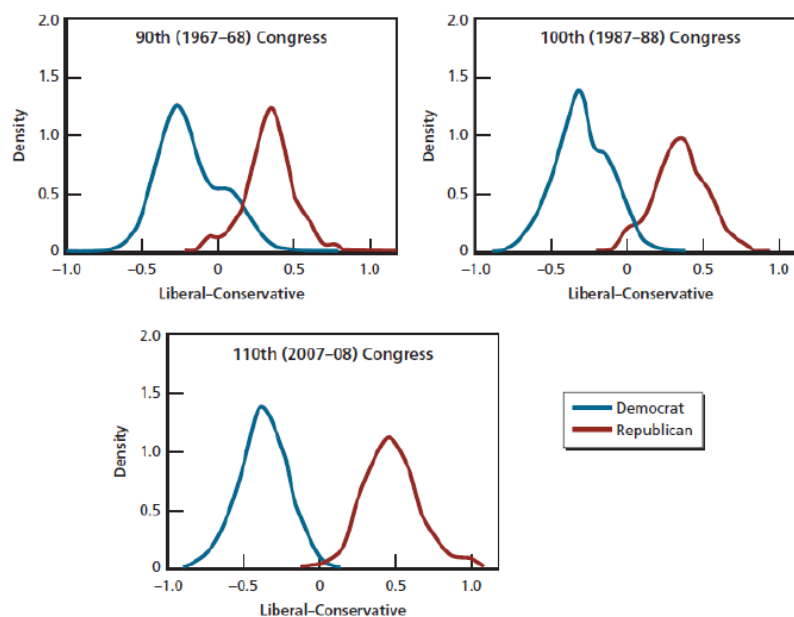 90th (1967–68) Congress
2.0
1.5
1.0
0.5
0
Density
−1.0 −0.5 0 0.5 1.0
Liberal–Conservative
100th (1987–88) Congress
2.0
1.5
1.0
0.5
0
Density
−1.0 −0.5 0 0.5 1.0
Liberal–Conservative
110th (2007–08) Congress
2.0
1.5
1.0
0.5
0
Density
−1.0 −0.5 0 0.5 1.0
Liberal–Conservative
Democrat
Republican